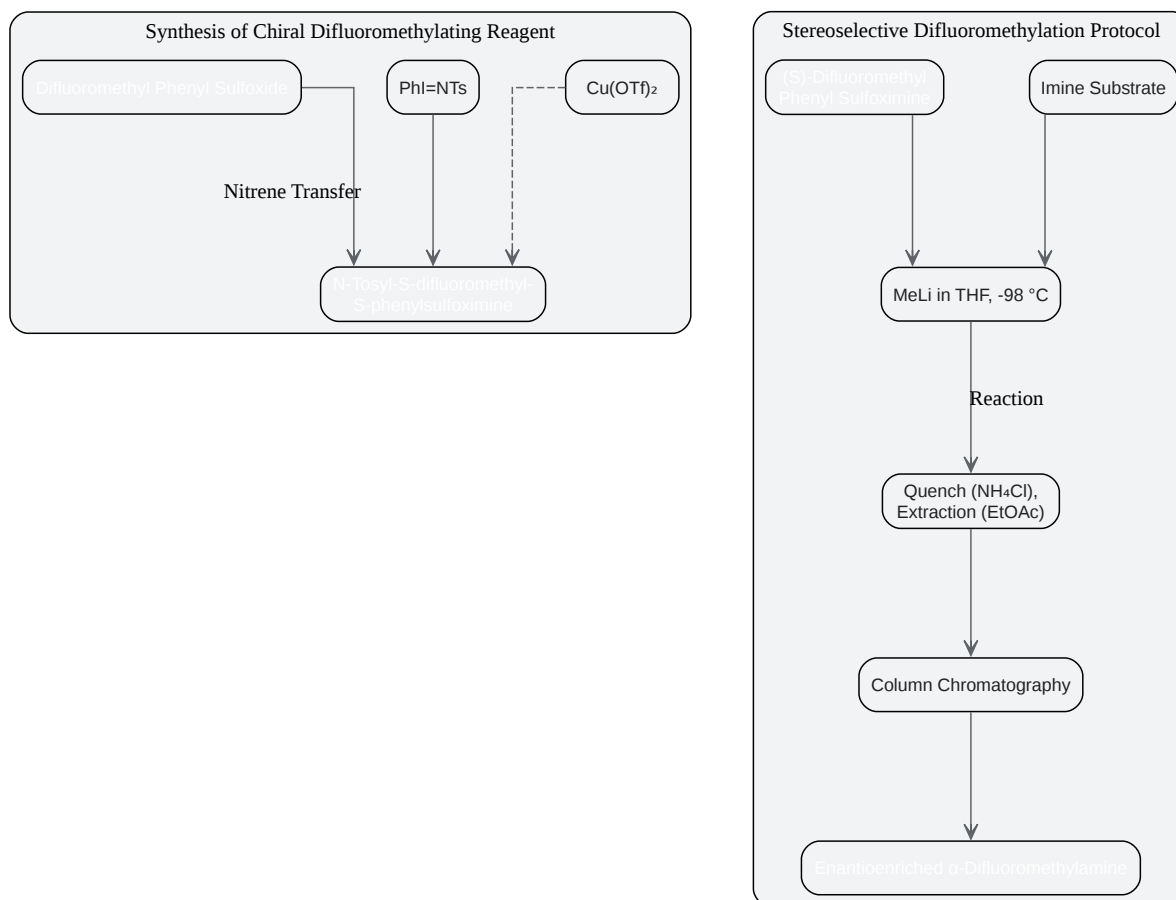 Synthesis of Chiral Difluoromethylating Reagent
Difluoromethyl Phenyl Sulfoxide
PhI=NTs
Cu(OTf)₂
Nitrene Transfer
N-Tosyl-S-difluoromethyl-
S-phenylsulfoximine
Stereoselective Difluoromethylation Protocol
(S)-Difluoromethyl
Phenyl Sulfoximine
Imine Substrate
MeLi in THF, -98 °C
Reaction
Quench (NH₄Cl),
Extraction (EtOAc)
Column Chromatography
Enantioenriched α-Difluoromethylamine